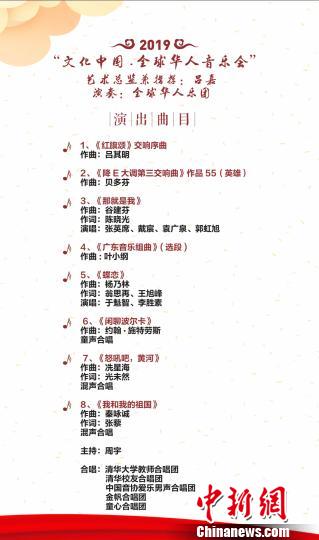 2019
“文化中国·全球华人音乐会”
艺术总监兼指挥：吕嘉
演奏：全球华人乐团
演出曲目
1、《红旗颂》交响序曲
作曲：吕其明
2、《降E大调第三交响曲》作品55（英雄）
作曲：贝多芬
3、《那就是我》
作曲：谷建芬
作词：陈晓光
演唱：张英席、戴宸、袁广泉、郭虹旭
4、《广东音乐组曲》（选段）
作曲：叶小纲
5、《蝶恋》
作曲：杨乃林
作词：翁思再、王旭峰
演唱：于魁智、李胜素
6、《闲聊波尔卡》
作曲：约翰·施特劳斯
童声合唱
7、《怒吼吧，黄河》
作曲：冼星海
作词：光未然
混声合唱
8、《我和我的祖国》
作曲：秦咏诚
作词：张藜
混声合唱
主持：周宇
合唱：清华大学教师合唱团
清华校友合唱团
中国音协爱乐男声合唱团
金帆合唱团
童心合唱团
中新网
Chinanews.com